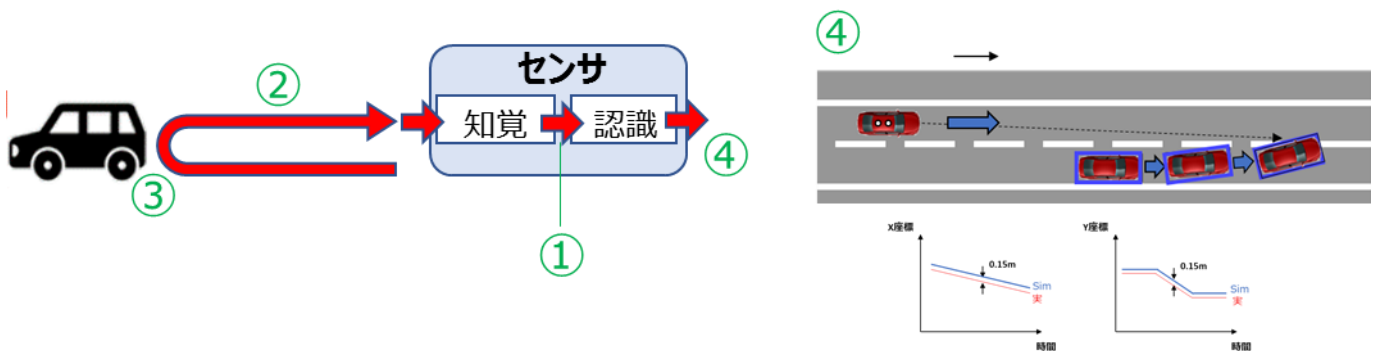 センサ
知覚
認識
②
③
①
④
④
X座標
0.15m
Sim
実
時間
Y座標
0.15m
Sim
実
時間